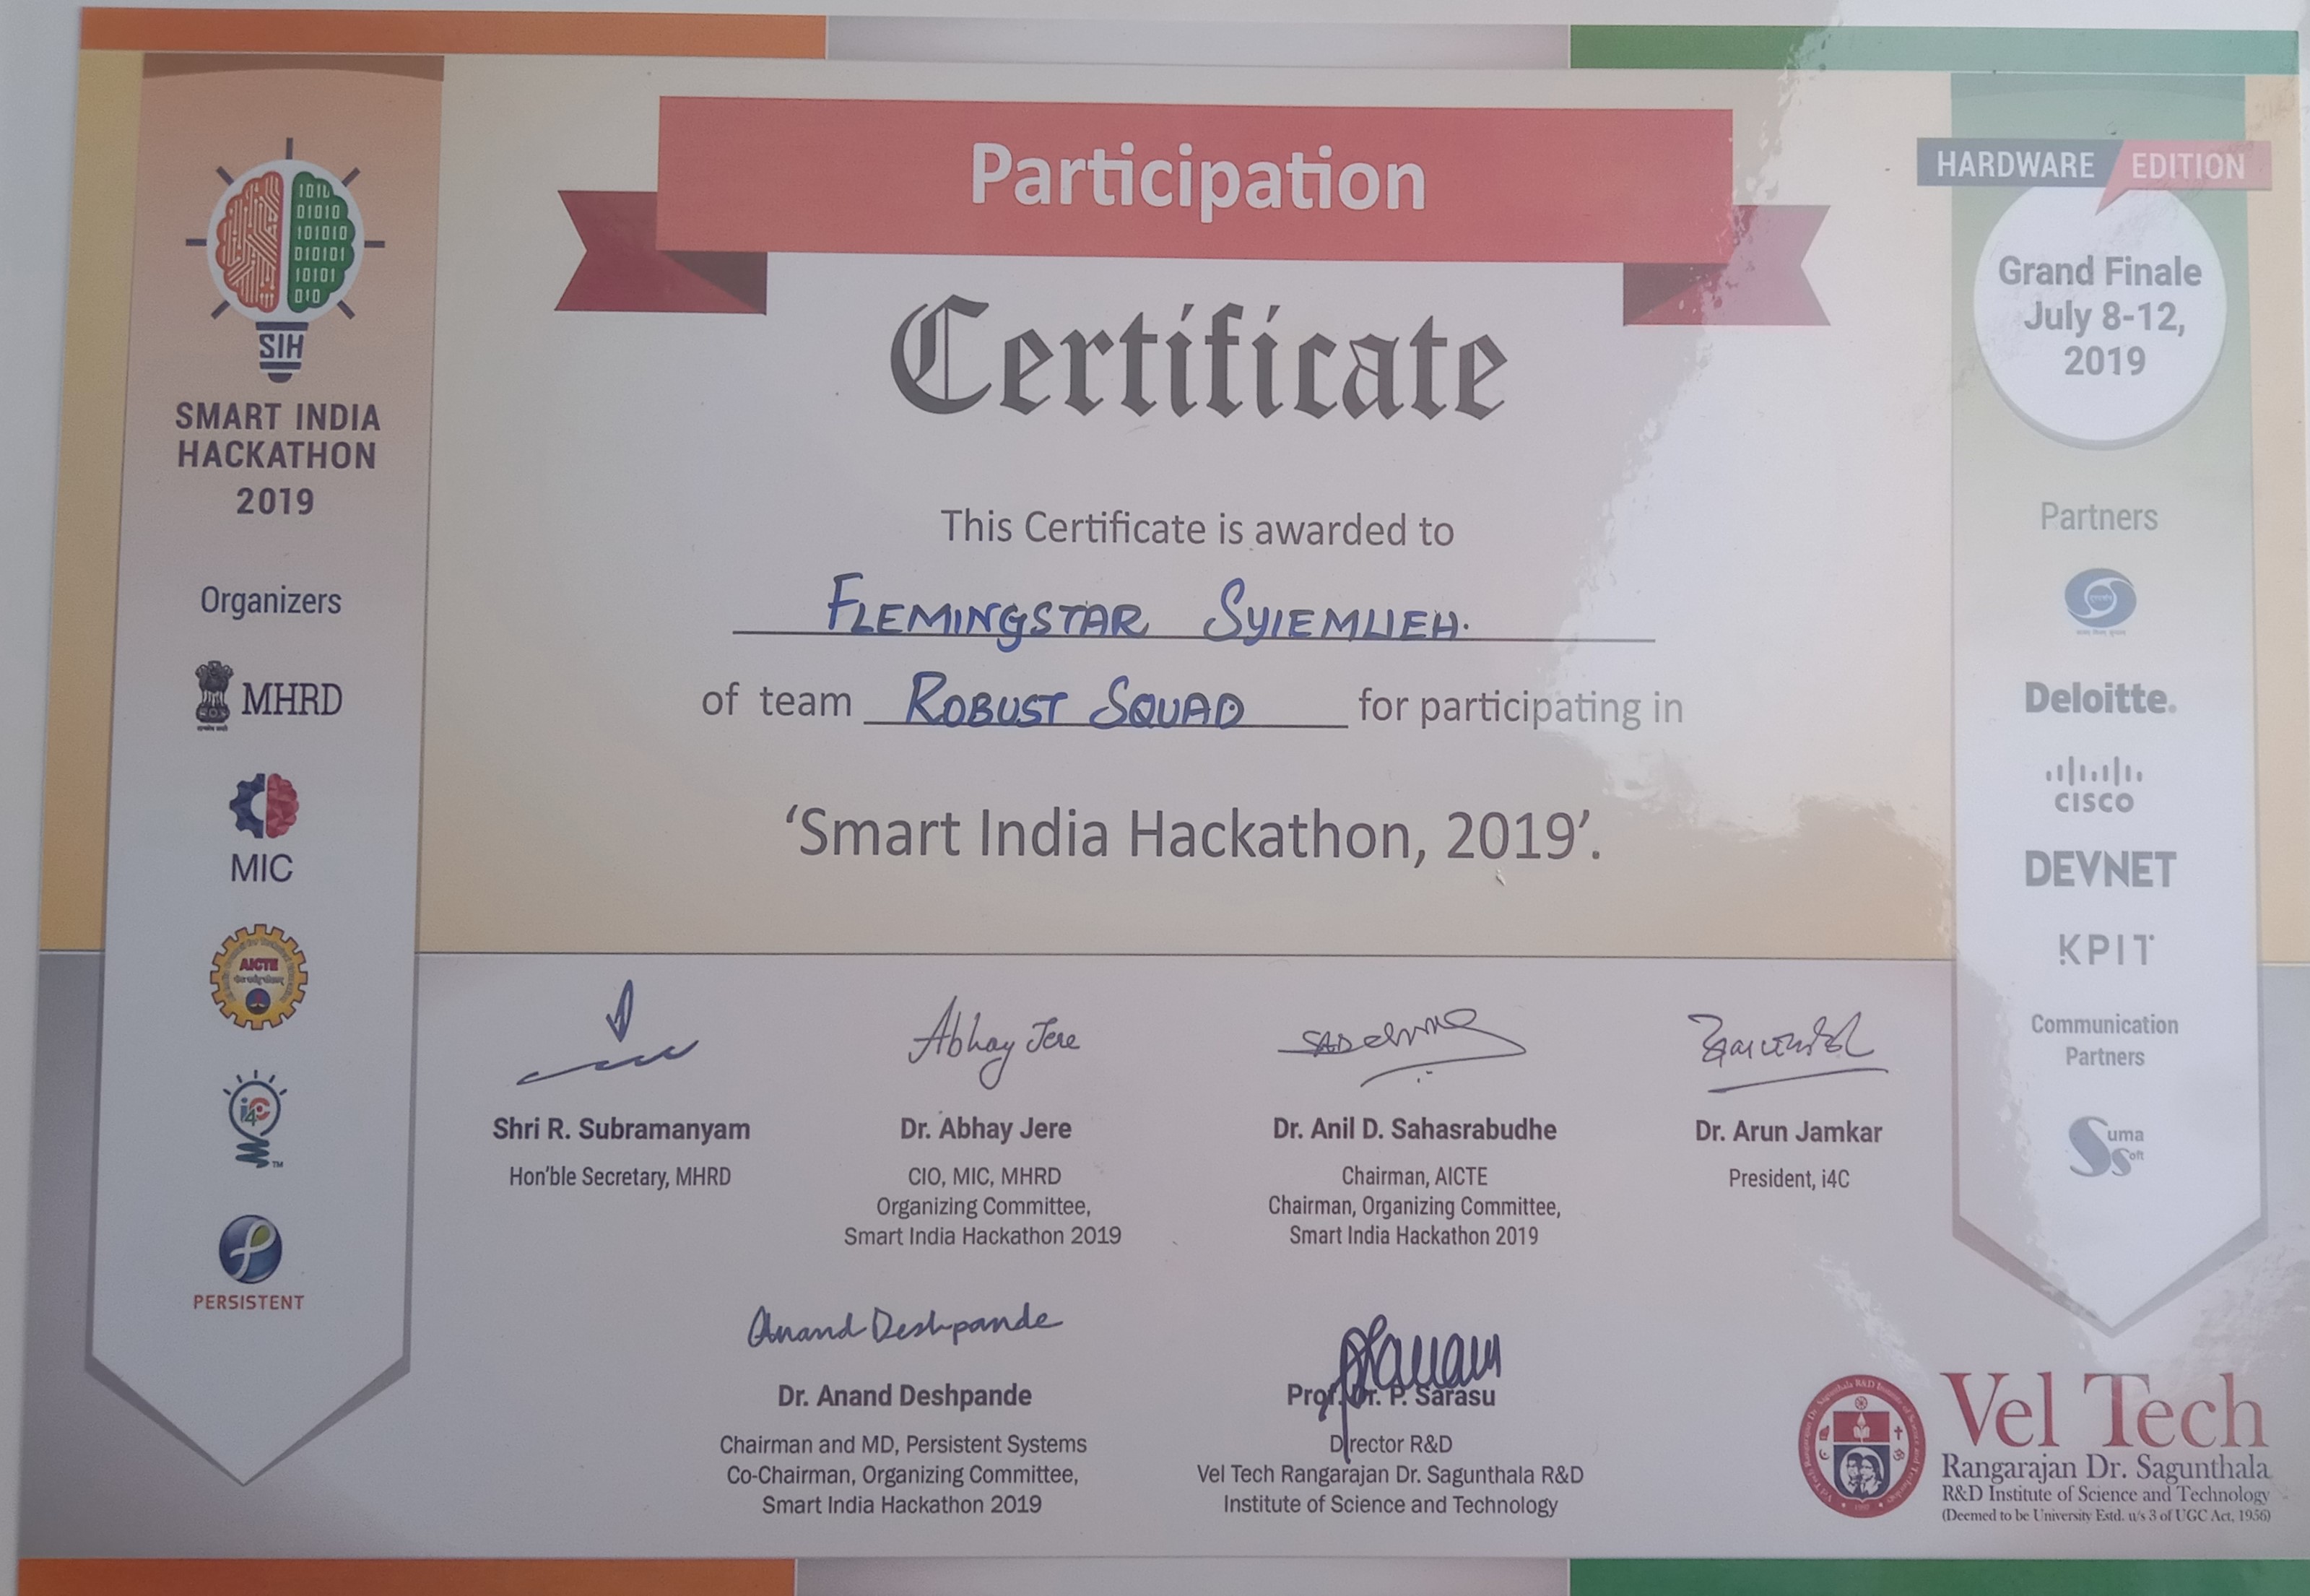 Participation
Certificate
This Certificate is awarded to
FLEMINGSTAR SYIEMLIEH.
of team ROBUST SQUAD for participating in
'Smart India Hackathon, 2019'.
1010
01010
101010
010101
10101
010
SIH
SMART INDIA
HACKATHON
2019
Organizers
MHRD
MIC
AICTE
i4C
TM
PERSISTENT
HARDWARE EDITION
Grand Finale
July 8-12,
2019
Partners
Deloitte.
CISCO
DEVNET
KPIT
Communication
Partners
Suma
Soft
Abhay Jere
Shri R. Subramanyam
Hon'ble Secretary, MHRD
Dr. Abhay Jere
CIO, MIC, MHRD
Organizing Committee,
Smart India Hackathon 2019
Dr. Anil D. Sahasrabudhe
Chairman, AICTE
Chairman, Organizing Committee,
Smart India Hackathon 2019
Dr. Arun Jamkar
President, i4C
Anand Deshpande
Dr. Anand Deshpande
Chairman and MD, Persistent Systems
Co-Chairman, Organizing Committee,
Smart India Hackathon 2019
Prof. Dr. P. Sarasu
Director R&D
Vel Tech Rangarajan Dr. Sagunthala R&D
Institute of Science and Technology
Vel Tech
Rangarajan Dr. Sagunthala
R&D Institute of Science and Technology
(Deemed to be University Estd. u/s 3 of UGC Act, 1956)